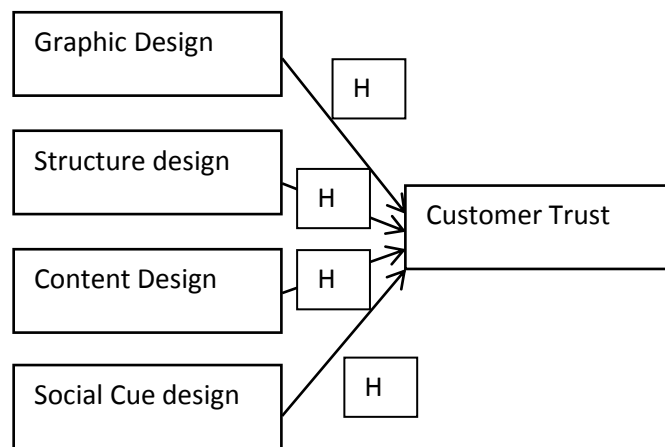 Graphic Design
H
Structure design
H
Customer Trust
Content Design
H
Social Cue design
H